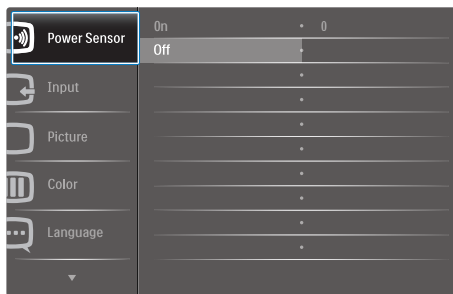 Power Sensor
On 0
Off
Input
Picture
Color
Language